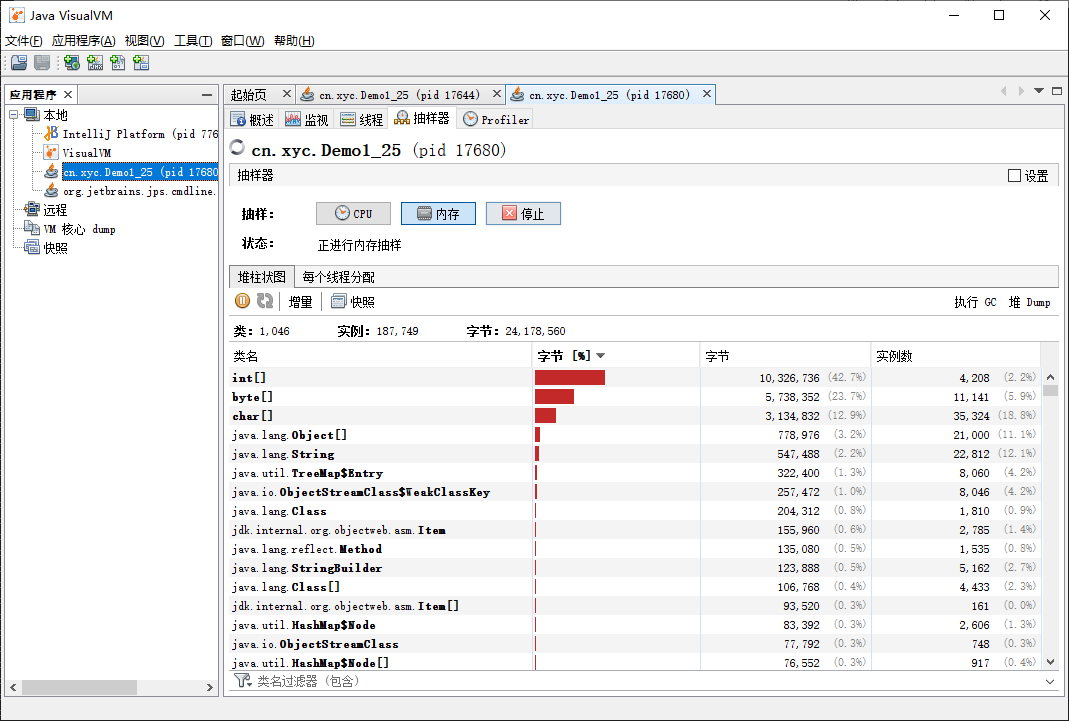 Java VisualVM
文件(F) 应用程序(A) 视图(V) 工具(T) 窗口(W) 帮助(H)
应用程序
本地
IntelliJ Platform (pid 776
VisualVM
cn.xyc.Demo1_25 (pid 17680
org.jetbrains.jps.cmdline.
远程
VM 核心 dump
快照
起始页 cn.xyc.Demo1_25 (pid 17644) cn.xyc.Demo1_25 (pid 17680)
概述 监视 线程 抽样器 Profiler
cn.xyc.Demo1_25 (pid 17680)
抽样器 设置
抽样： CPU 内存 停止
状态： 正进行内存抽样
堆柱状图 每个线程分配
增量 快照 执行 GC 堆 Dump
类：1,046 实例：187,749 字节：24,178,560
类名 字节 [%] 字节 实例数
int[] 10,326,736 (42.7%) 4,208 (2.2%)
byte[] 5,738,352 (23.7%) 11,141 (5.9%)
char[] 3,134,832 (12.9%) 35,324 (18.8%)
java.lang.Object[] 778,976 (3.2%) 21,000 (11.1%)
java.lang.String 547,488 (2.2%) 22,812 (12.1%)
java.util.TreeMap$Entry 322,400 (1.3%) 8,060 (4.2%)
java.io.ObjectStreamClass$WeakClassKey 257,472 (1.0%) 8,046 (4.2%)
java.lang.Class 204,312 (0.8%) 1,810 (0.9%)
jdk.internal.org.objectweb.asm.Item 155,960 (0.6%) 2,785 (1.4%)
java.lang.reflect.Method 135,080 (0.5%) 1,535 (0.8%)
java.lang.StringBuilder 123,888 (0.5%) 5,162 (2.7%)
java.lang.Class[] 106,768 (0.4%) 4,433 (2.3%)
jdk.internal.org.objectweb.asm.Item[] 93,520 (0.3%) 161 (0.0%)
java.util.HashMap$Node 83,392 (0.3%) 2,606 (1.3%)
java.io.ObjectStreamClass 77,792 (0.3%) 748 (0.3%)
java.util.HashMap$Node[] 76,552 (0.3%) 917 (0.4%)
类名过滤器（包含）